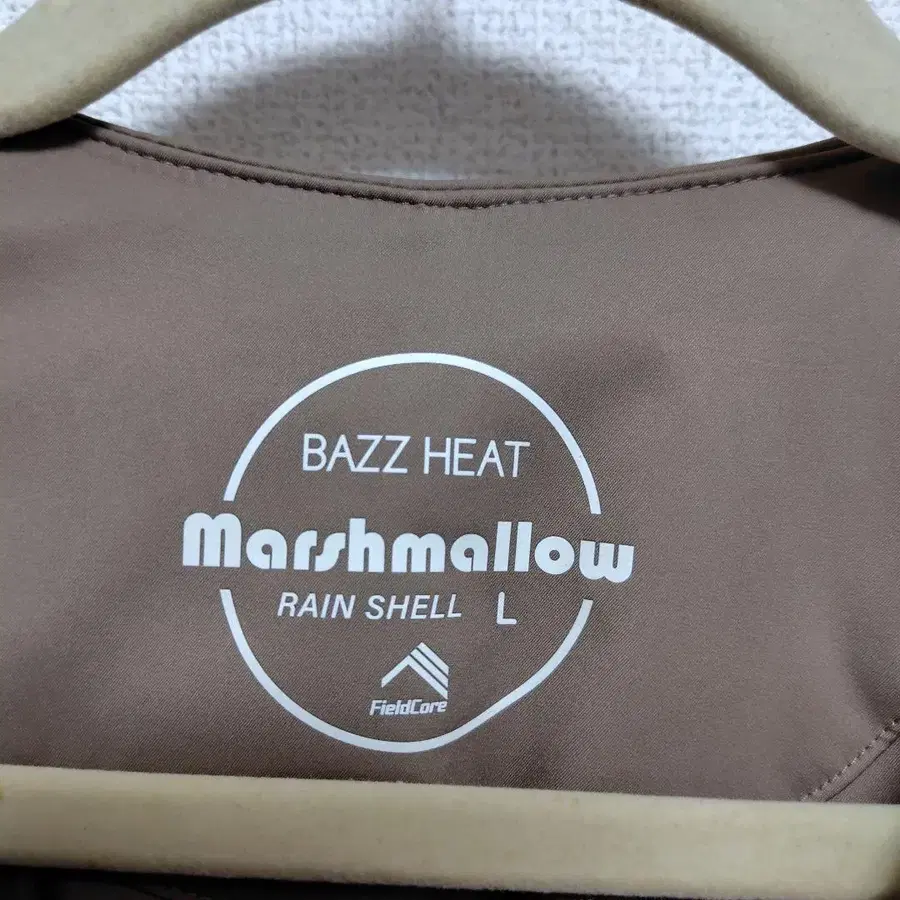 BAZZ HEAT
Marshmallow
RAIN SHELL L
FieldCore